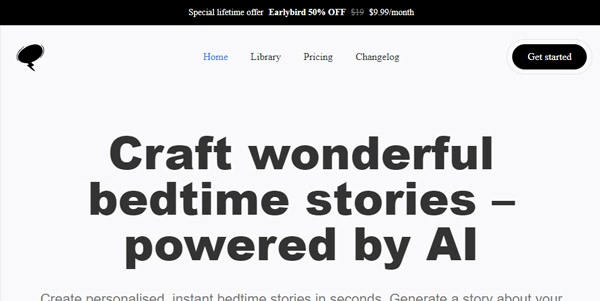 Special lifetime offer Earlybird 50% OFF $19 $9.99/month
Home Library Pricing Changelog Get started
Craft wonderful
bedtime stories –
powered by AI
Create personalised, instant bedtime stories in seconds. Generate a story about your